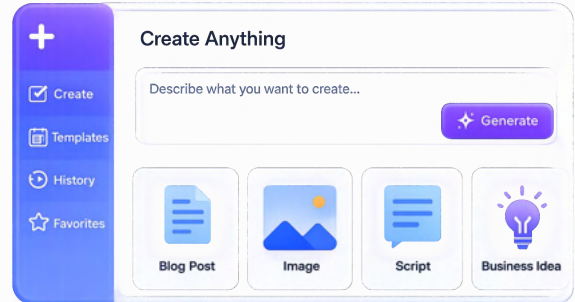 Create Anything
Create
Templates
History
Favorites
Describe what you want to create...
Generate
Blog Post
Image
Script
Business Idea